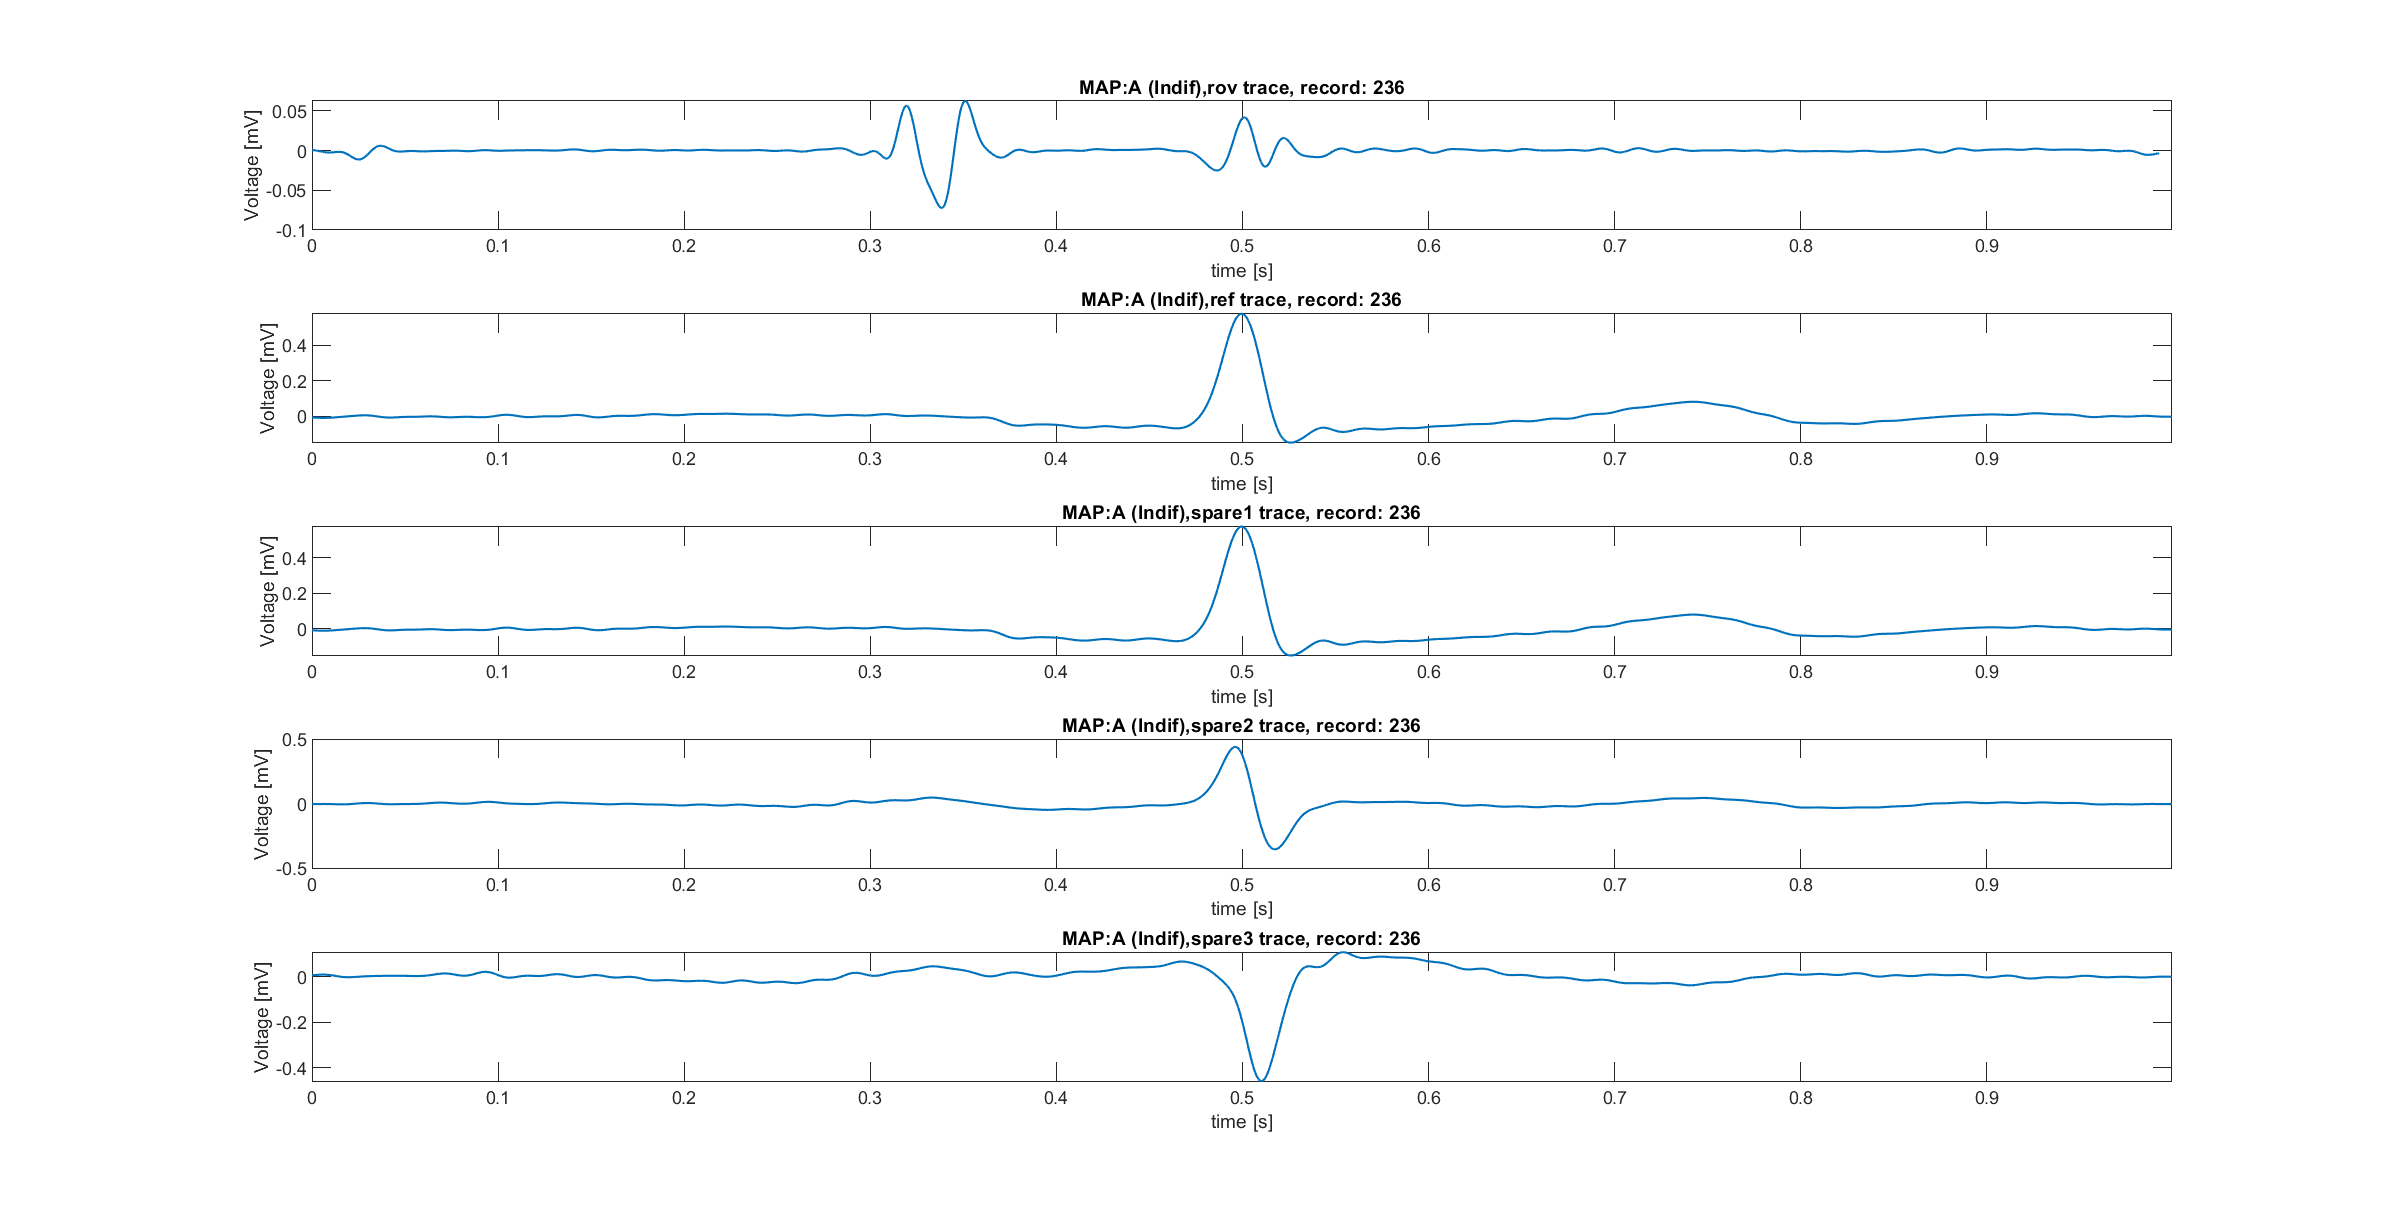 MAP:A (Indif),rov trace, record: 236
Voltage [mV]
0.05
0
-0.05
-0.1
0 0.1 0.2 0.3 0.4 0.5 0.6 0.7 0.8 0.9
time [s]
MAP:A (Indif),ref trace, record: 236
Voltage [mV]
0.4
0.2
0
0 0.1 0.2 0.3 0.4 0.5 0.6 0.7 0.8 0.9
time [s]
MAP:A (Indif),spare1 trace, record: 236
Voltage [mV]
0.4
0.2
0
0 0.1 0.2 0.3 0.4 0.5 0.6 0.7 0.8 0.9
time [s]
MAP:A (Indif),spare2 trace, record: 236
Voltage [mV]
0.5
0
-0.5
0 0.1 0.2 0.3 0.4 0.5 0.6 0.7 0.8 0.9
time [s]
MAP:A (Indif),spare3 trace, record: 236
Voltage [mV]
0
-0.2
-0.4
0 0.1 0.2 0.3 0.4 0.5 0.6 0.7 0.8 0.9
time [s]